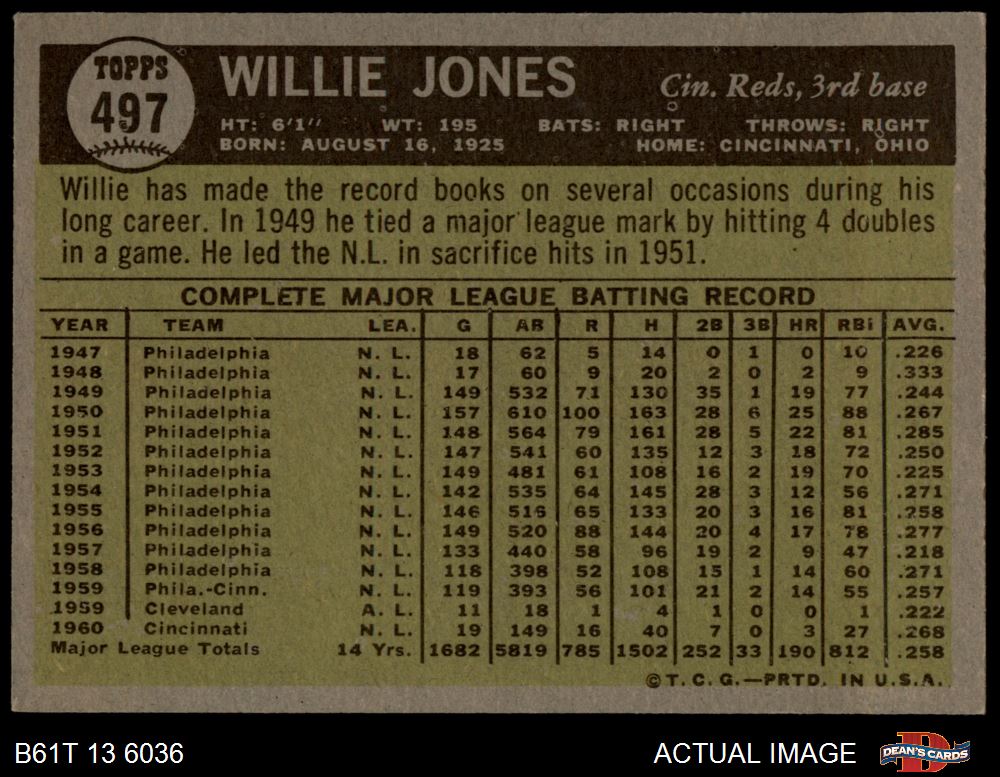 TOPPS
497
WILLIE JONES
Cin. Reds, 3rd base
HT: 6'1" WT: 195 BATS: RIGHT THROWS: RIGHT
BORN: AUGUST 16, 1925 HOME: CINCINNATI, OHIO
Willie has made the record books on several occasions during his
long career. In 1949 he tied a major league mark by hitting 4 doubles
in a game. He led the N.L. in sacrifice hits in 1951.
COMPLETE MAJOR LEAGUE BATTING RECORD
YEAR TEAM LEA. G AB R H 2B 3B HR RBi AVG.
1947 Philadelphia N. L. 18 62 5 14 0 1 0 10 .226
1948 Philadelphia N. L. 17 60 9 20 2 0 2 9 .333
1949 Philadelphia N. L. 149 532 71 130 35 1 19 77 .244
1950 Philadelphia N. L. 157 610 100 163 28 6 25 88 .267
1951 Philadelphia N. L. 148 564 79 161 28 5 22 81 .285
1952 Philadelphia N. L. 147 541 60 135 12 3 18 72 .250
1953 Philadelphia N. L. 149 481 61 108 16 2 19 70 .225
1954 Philadelphia N. L. 142 535 64 145 28 3 12 56 .271
1955 Philadelphia N. L. 146 516 65 133 20 3 16 81 .258
1956 Philadelphia N. L. 149 520 88 144 20 4 17 78 .277
1957 Philadelphia N. L. 133 440 58 96 19 2 9 47 .218
1958 Philadelphia N. L. 118 398 52 108 15 1 14 60 .271
1959 Phila.-Cinn. N. L. 119 393 56 101 21 2 14 55 .257
1959 Cleveland A. L. 11 18 1 4 1 0 0 1 .222
1960 Cincinnati N. L. 19 149 16 40 7 0 3 27 .268
Major League Totals 14 Yrs. 1682 5819 785 1502 252 33 190 812 .258
©T. C. G.—PRTD. IN U.S.A.
B61T 13 6036
ACTUAL IMAGE
DEAN'S CARDS